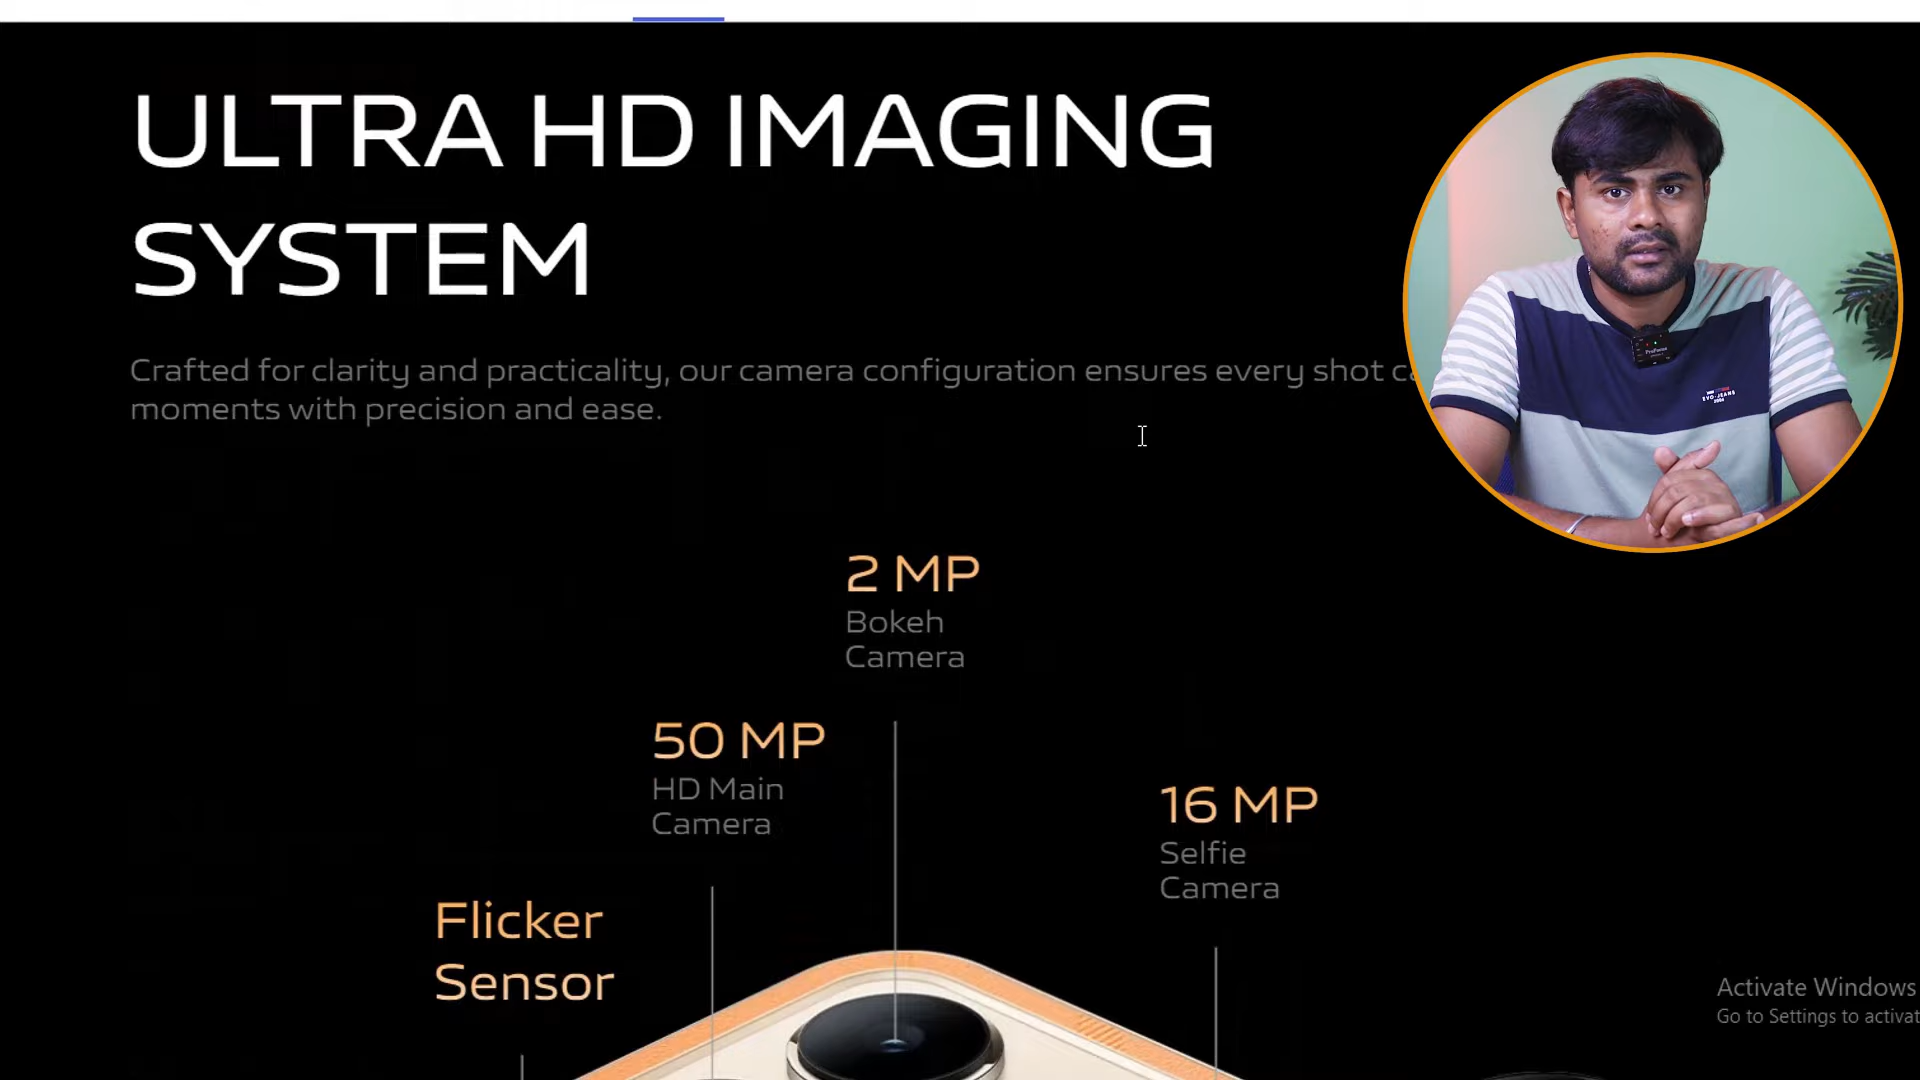 ULTRA HD IMAGING
SYSTEM
Crafted for clarity and practicality, our camera configuration ensures every shot
moments with precision and ease.
2 MP
Bokeh
Camera
50 MP
HD Main
Camera
16 MP
Selfie
Camera
Flicker
Sensor
EVO-JEANS
Activate Windows
Go to Settings to